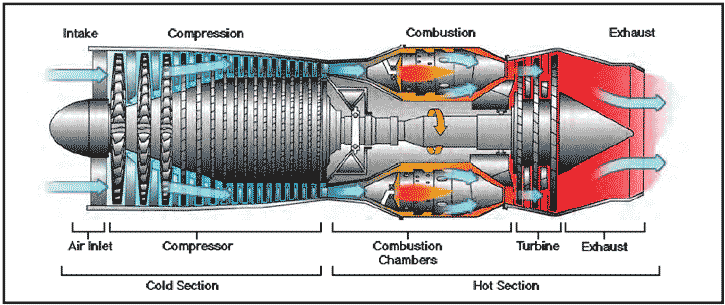 Intake
Compression
Combustion
Exhaust
Air Inlet
Compressor
Combustion
Chambers
Turbine
Exhaust
Cold Section
Hot Section